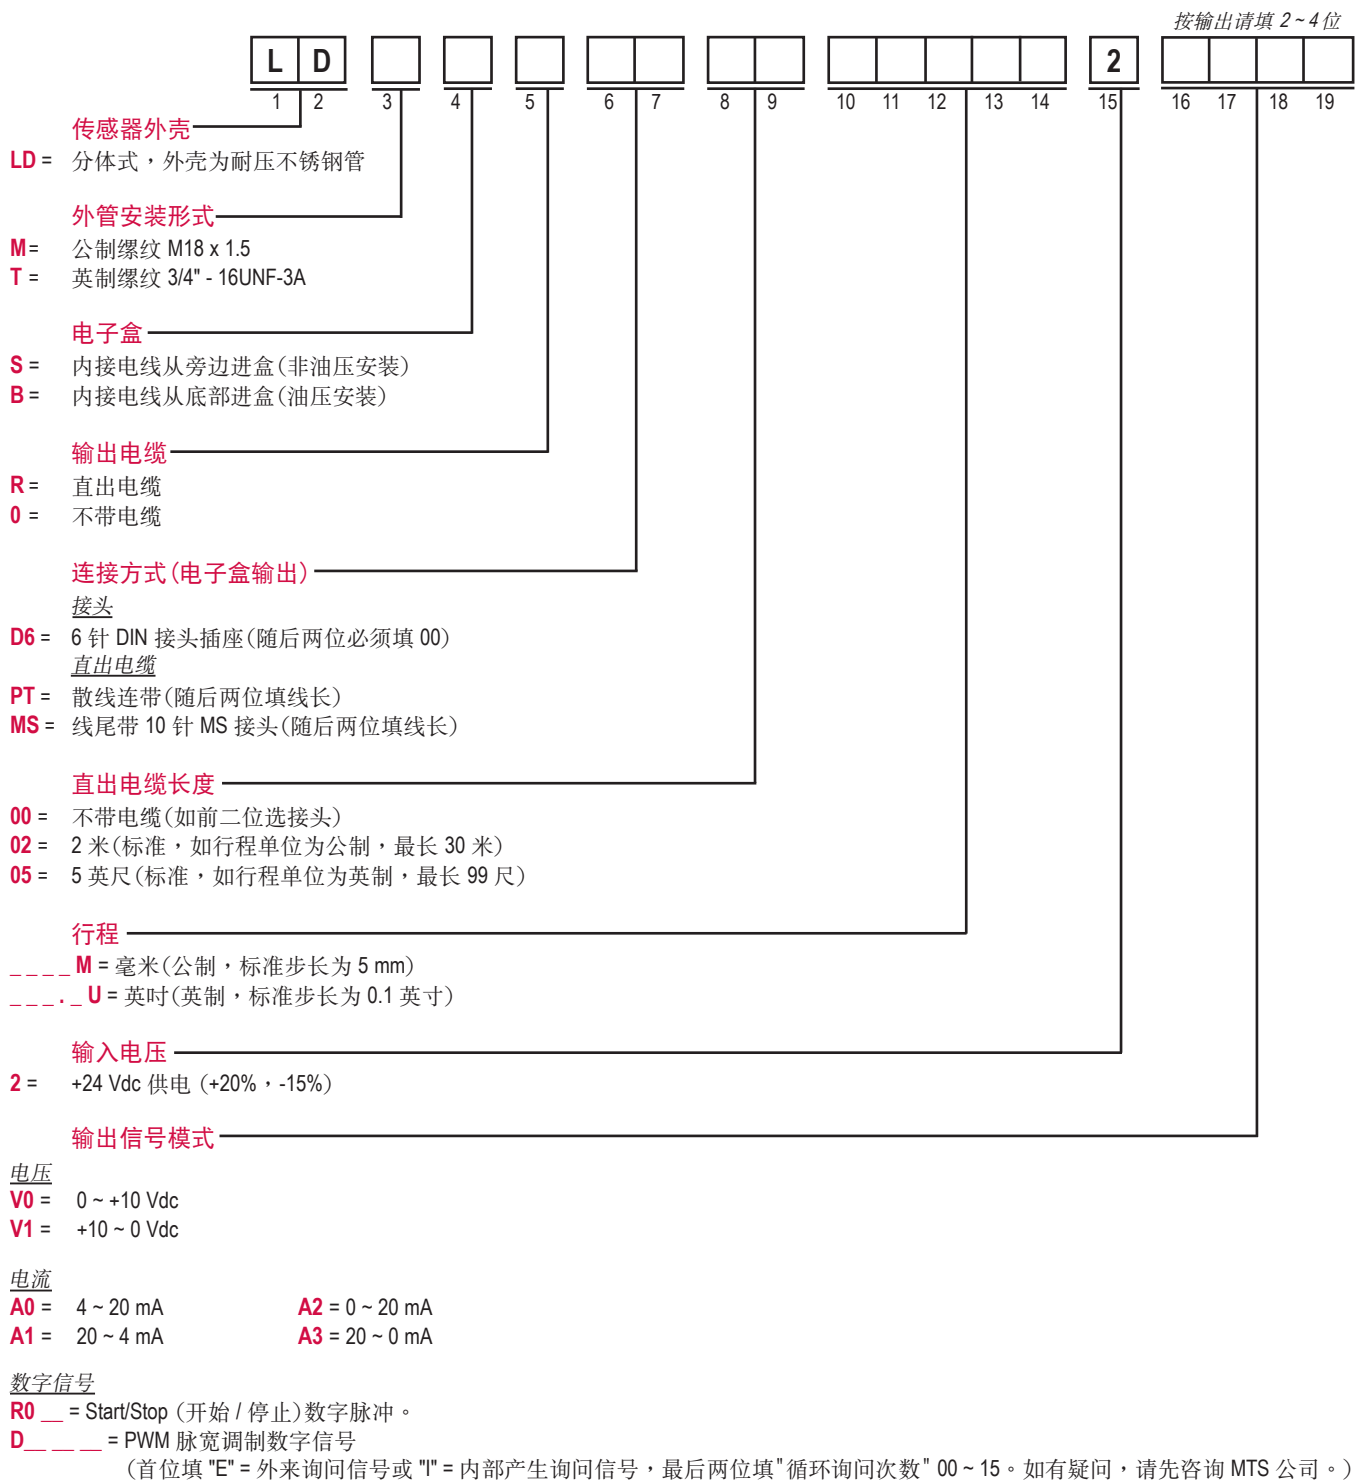 按输出请填 2 ~ 4 位
L D 2
1 2 3 4 5 6 7 8 9 10 11 12 13 14 15 16 17 18 19
传感器外壳
LD = 分体式，外壳为耐压不锈钢管
外管安装形式
M = 公制缧纹 M18 x 1.5
T = 英制缧纹 3/4" - 16UNF-3A
电子盒
S = 内接电线从旁边进盒(非油压安装)
B = 内接电线从底部进盒(油压安装)
输出电缆
R = 直出电缆
0 = 不带电缆
连接方式(电子盒输出)
接头
D6 = 6 针 DIN 接头插座(随后两位必须填 00)
直出电缆
PT = 散线连带(随后两位填线长)
MS = 线尾带 10 针 MS 接头(随后两位填线长)
直出电缆长度
00 = 不带电缆(如前二位选接头)
02 = 2 米(标准，如行程单位为公制，最长 30 米)
05 = 5 英尺(标准，如行程单位为英制，最长 99 尺)
行程
_ _ _ _ M = 毫米(公制，标准步长为 5 mm)
_ _ _ . _ U = 英吋(英制，标准步长为 0.1 英寸)
输入电压
2 = +24 Vdc 供电 (+20%，-15%)
输出信号模式
电压
V0 = 0 ~ +10 Vdc
V1 = +10 ~ 0 Vdc
电流
A0 = 4 ~ 20 mA A2 = 0 ~ 20 mA
A1 = 20 ~ 4 mA A3 = 20 ~ 0 mA
数字信号
R0 __ = Start/Stop (开始 / 停止)数字脉冲。
D__ __ __ = PWM 脉宽调制数字信号
(首位填 "E" = 外来询问信号或 "I" = 内部产生询问信号，最后两位填"循环询问次数" 00 ~ 15。如有疑问，请先咨询 MTS 公司。)